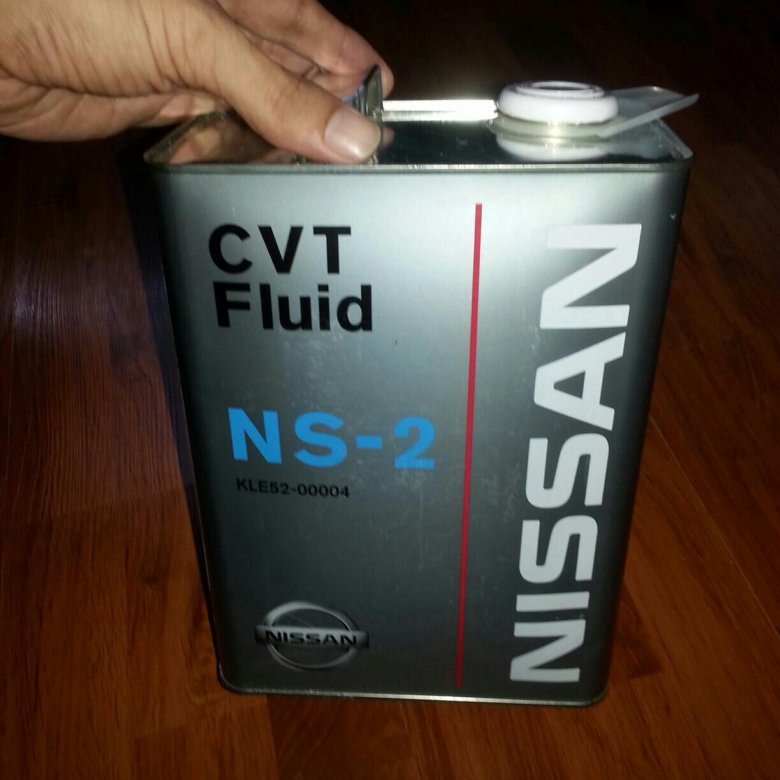 CVT
Fluid
NS-2
KLE52-00004
NISSAN
NISSAN